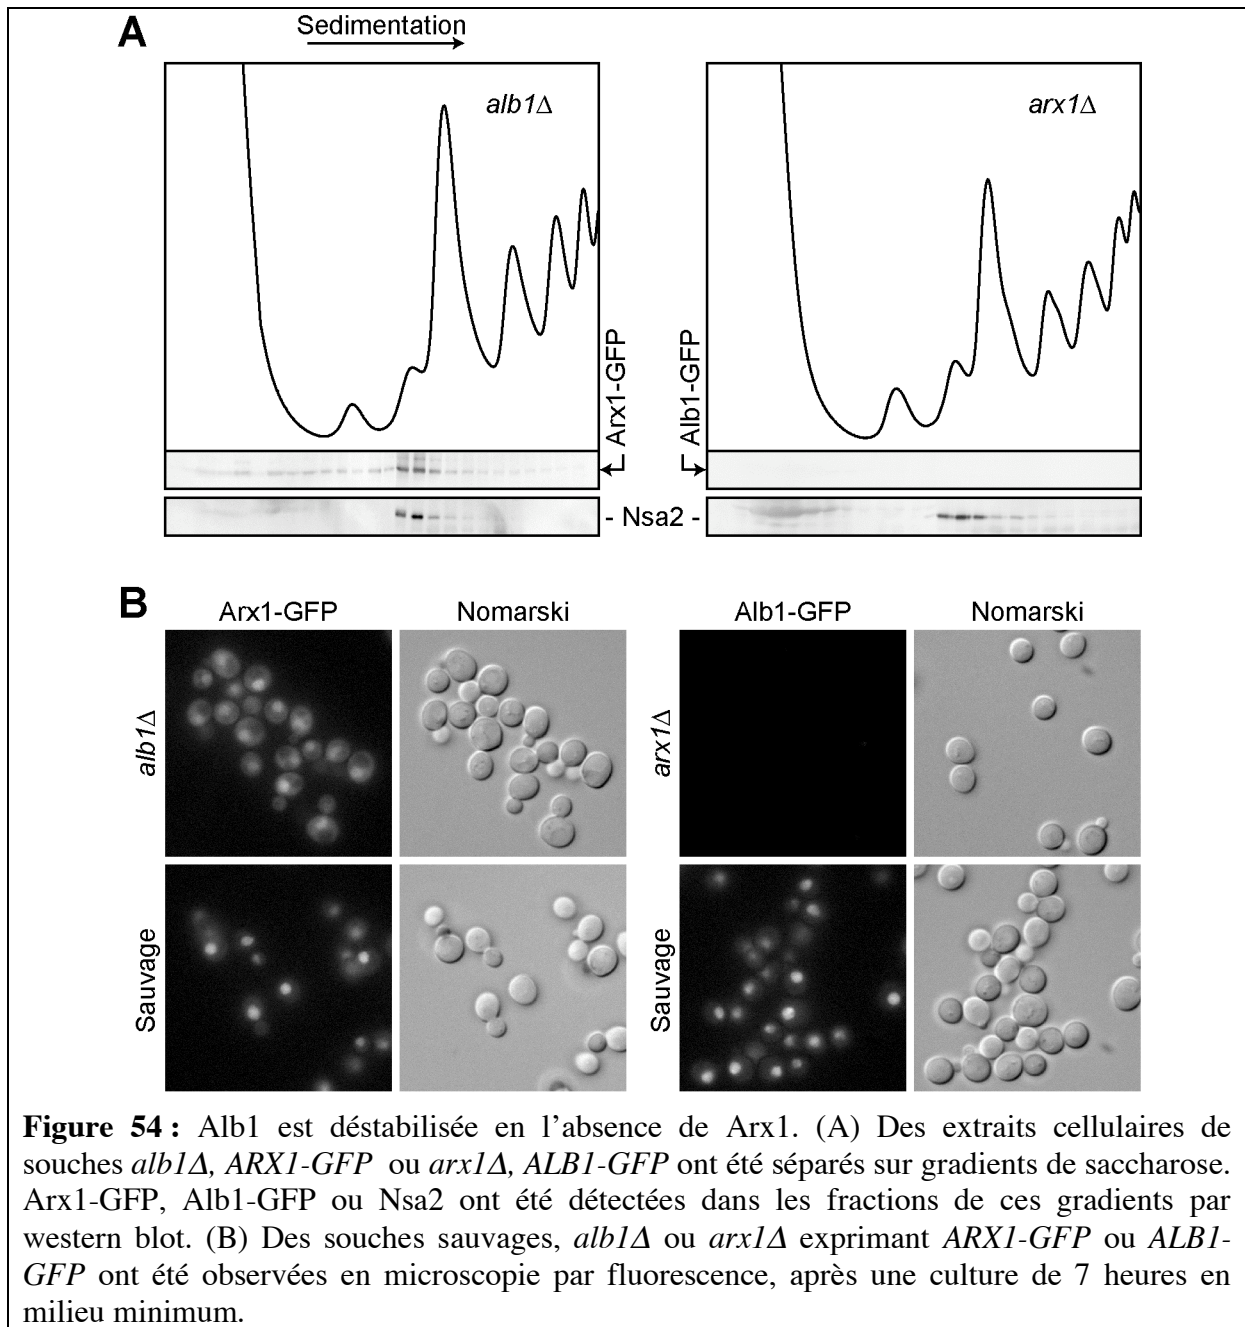 A
Sedimentation
alb1Δ
arx1Δ
Arx1-GFP
Alb1-GFP
- Nsa2 -
B
Arx1-GFP
Nomarski
Alb1-GFP
Nomarski
alb1Δ
arx1Δ
Sauvage
Sauvage
Figure 54 : Alb1 est déstabilisée en l'absence de Arx1. (A) Des extraits cellulaires de
souches alb1Δ, ARX1-GFP ou arx1Δ, ALB1-GFP ont été séparés sur gradients de saccharose.
Arx1-GFP, Alb1-GFP ou Nsa2 ont été détectées dans les fractions de ces gradients par
western blot. (B) Des souches sauvages, alb1Δ ou arx1Δ exprimant ARX1-GFP ou ALB1-
GFP ont été observées en microscopie par fluorescence, après une culture de 7 heures en
milieu minimum.